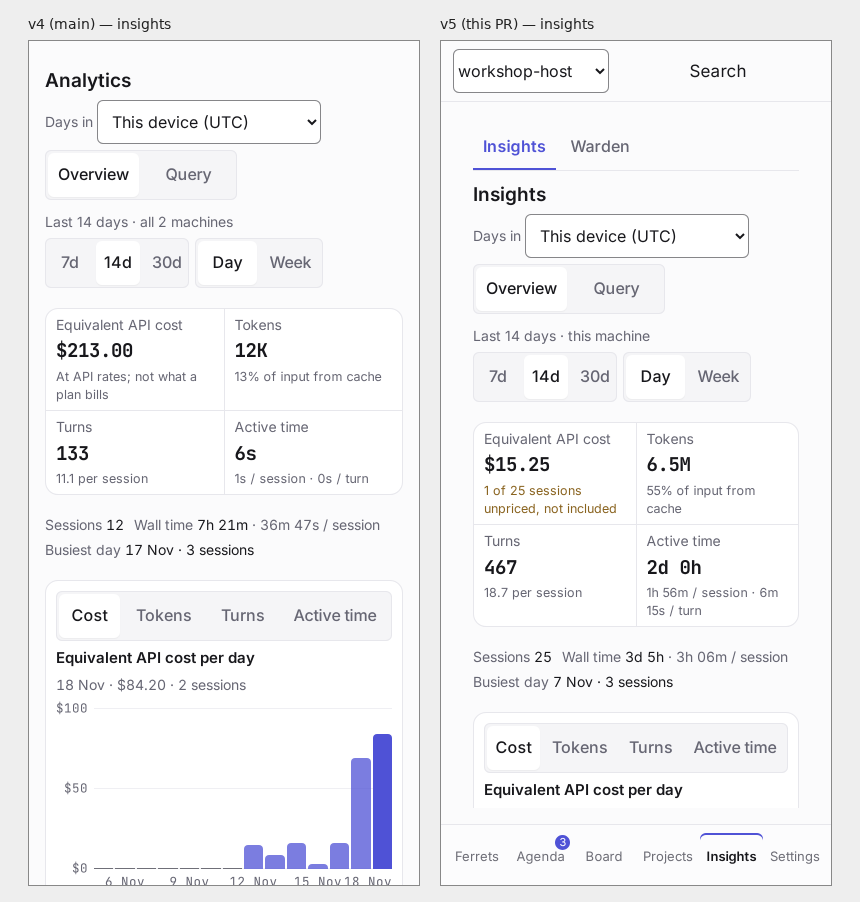 v4 (main) — insights
Analytics
Days in This device (UTC)
Overview Query
Last 14 days · all 2 machines
7d 14d 30d Day Week
Equivalent API cost Tokens
$213.00 12K
At API rates; not what a 13% of input from cache
plan bills
Turns Active time
133 6s
11.1 per session 1s / session · 0s / turn
Sessions 12 Wall time 7h 21m · 36m 47s / session
Busiest day 17 Nov · 3 sessions
Cost Tokens Turns Active time
Equivalent API cost per day
18 Nov · $84.20 · 2 sessions
$100
$50
$0
6 Nov 9 Nov 12 Nov 15 Nov 18 Nov
v5 (this PR) — insights
workshop-host Search
Insights Warden
Insights
Days in This device (UTC)
Overview Query
Last 14 days · this machine
7d 14d 30d Day Week
Equivalent API cost Tokens
$15.25 6.5M
1 of 25 sessions 55% of input from
unpriced, not included cache
Turns Active time
467 2d 0h
18.7 per session 1h 56m / session · 6m
15s / turn
Sessions 25 Wall time 3d 5h · 3h 06m / session
Busiest day 7 Nov · 3 sessions
Cost Tokens Turns Active time
Equivalent API cost per day
3
Ferrets Agenda Board Projects Insights Settings